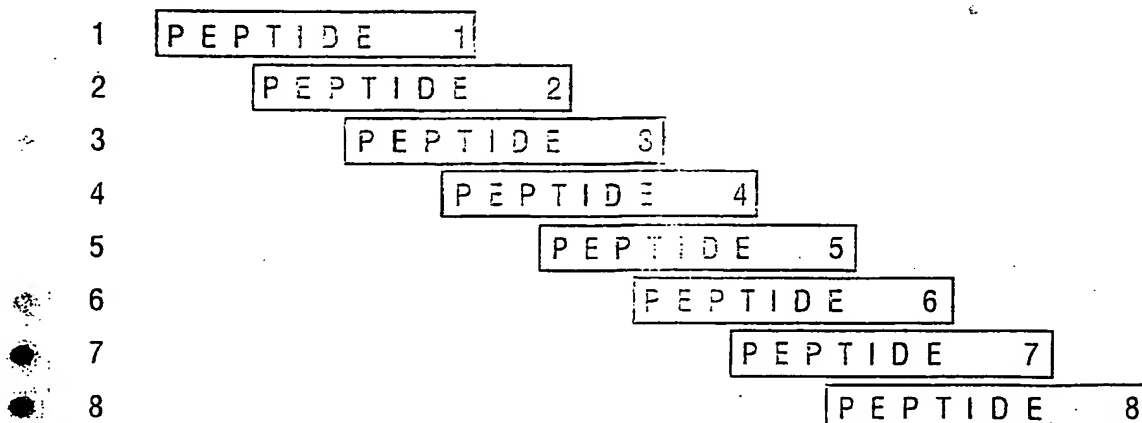 1 PEPTIDE 1
2 PEPTIDE 2
3 PEPTIDE 3
4 PEPTIDE 4
5 PEPTIDE 5
6 PEPTIDE 6
7 PEPTIDE 7
8 PEPTIDE 8